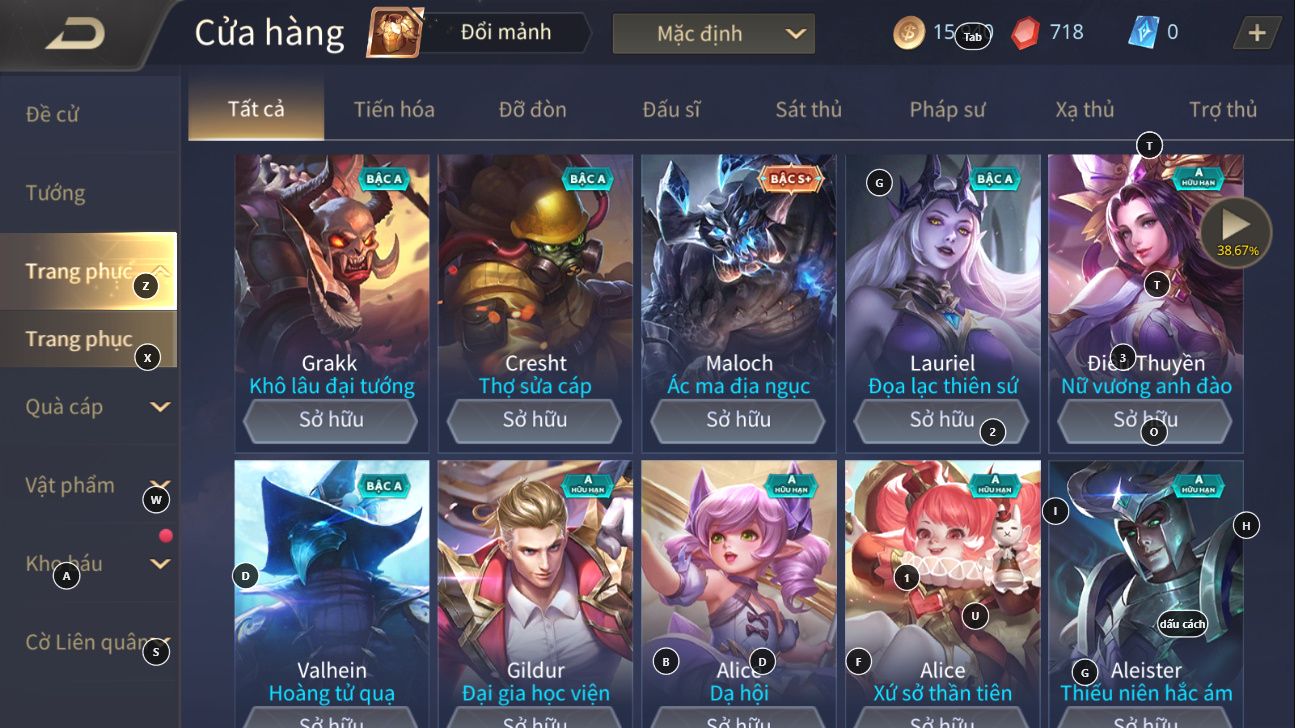 Cửa hàng
Đổi mảnh
Mặc định
Tab
718
0
Đề cử
Tất cả
Tiến hóa
Đỡ đòn
Đấu sĩ
Sát thủ
Pháp sư
Xạ thủ
Trợ thủ
Tướng
Trang phục
Z
Trang phục
X
Quà cáp
Vật phẩm
W
A
Cờ Liên quân
S
BẬC A
BẬC A
BẬC S+
G
BẬC A
T
A
HỮU HẠN
38,67%
T
3
Grakk
Cresht
Maloch
Lauriel
Thuyền
Khô lâu đại tướng
Thợ sửa cáp
Ác ma địa ngục
Đọa lạc thiên sứ
Nữ vương anh đào
Sở hữu
Sở hữu
Sở hữu
Sở hữu
2
Sở hữu
O
BẬC A
A
HỮU HẠN
A
HỮU HẠN
A
HỮU HẠN
A
HỮU HẠN
I
H
D
1
U
dấu cách
B
D
F
G
Valhein
Gildur
Alice
Alice
Aleister
Hoàng tử quạ
Đại gia học viện
Dạ hội
Xứ sở thần tiên
Thiếu niên hắc ám
Sở hữu
Sở hữu
Sở hữu
Sở hữu
Sở hữu